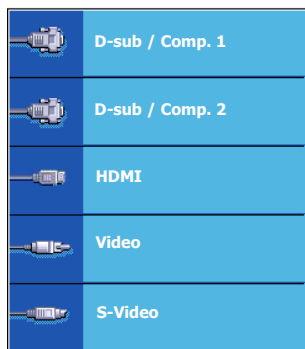 D-sub / Comp. 1
D-sub / Comp. 2
HDMI
Video
S-Video